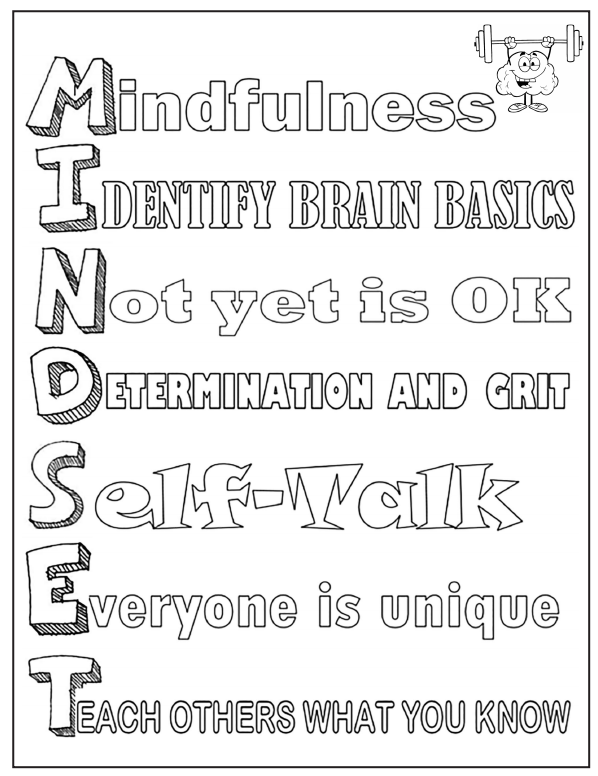 Mindfulness
IDENTIFY BRAIN BASICS
Not yet is OK
DETERMINATION AND GRIT
Self-Talk
Everyone is unique
TEACH OTHERS WHAT YOU KNOW